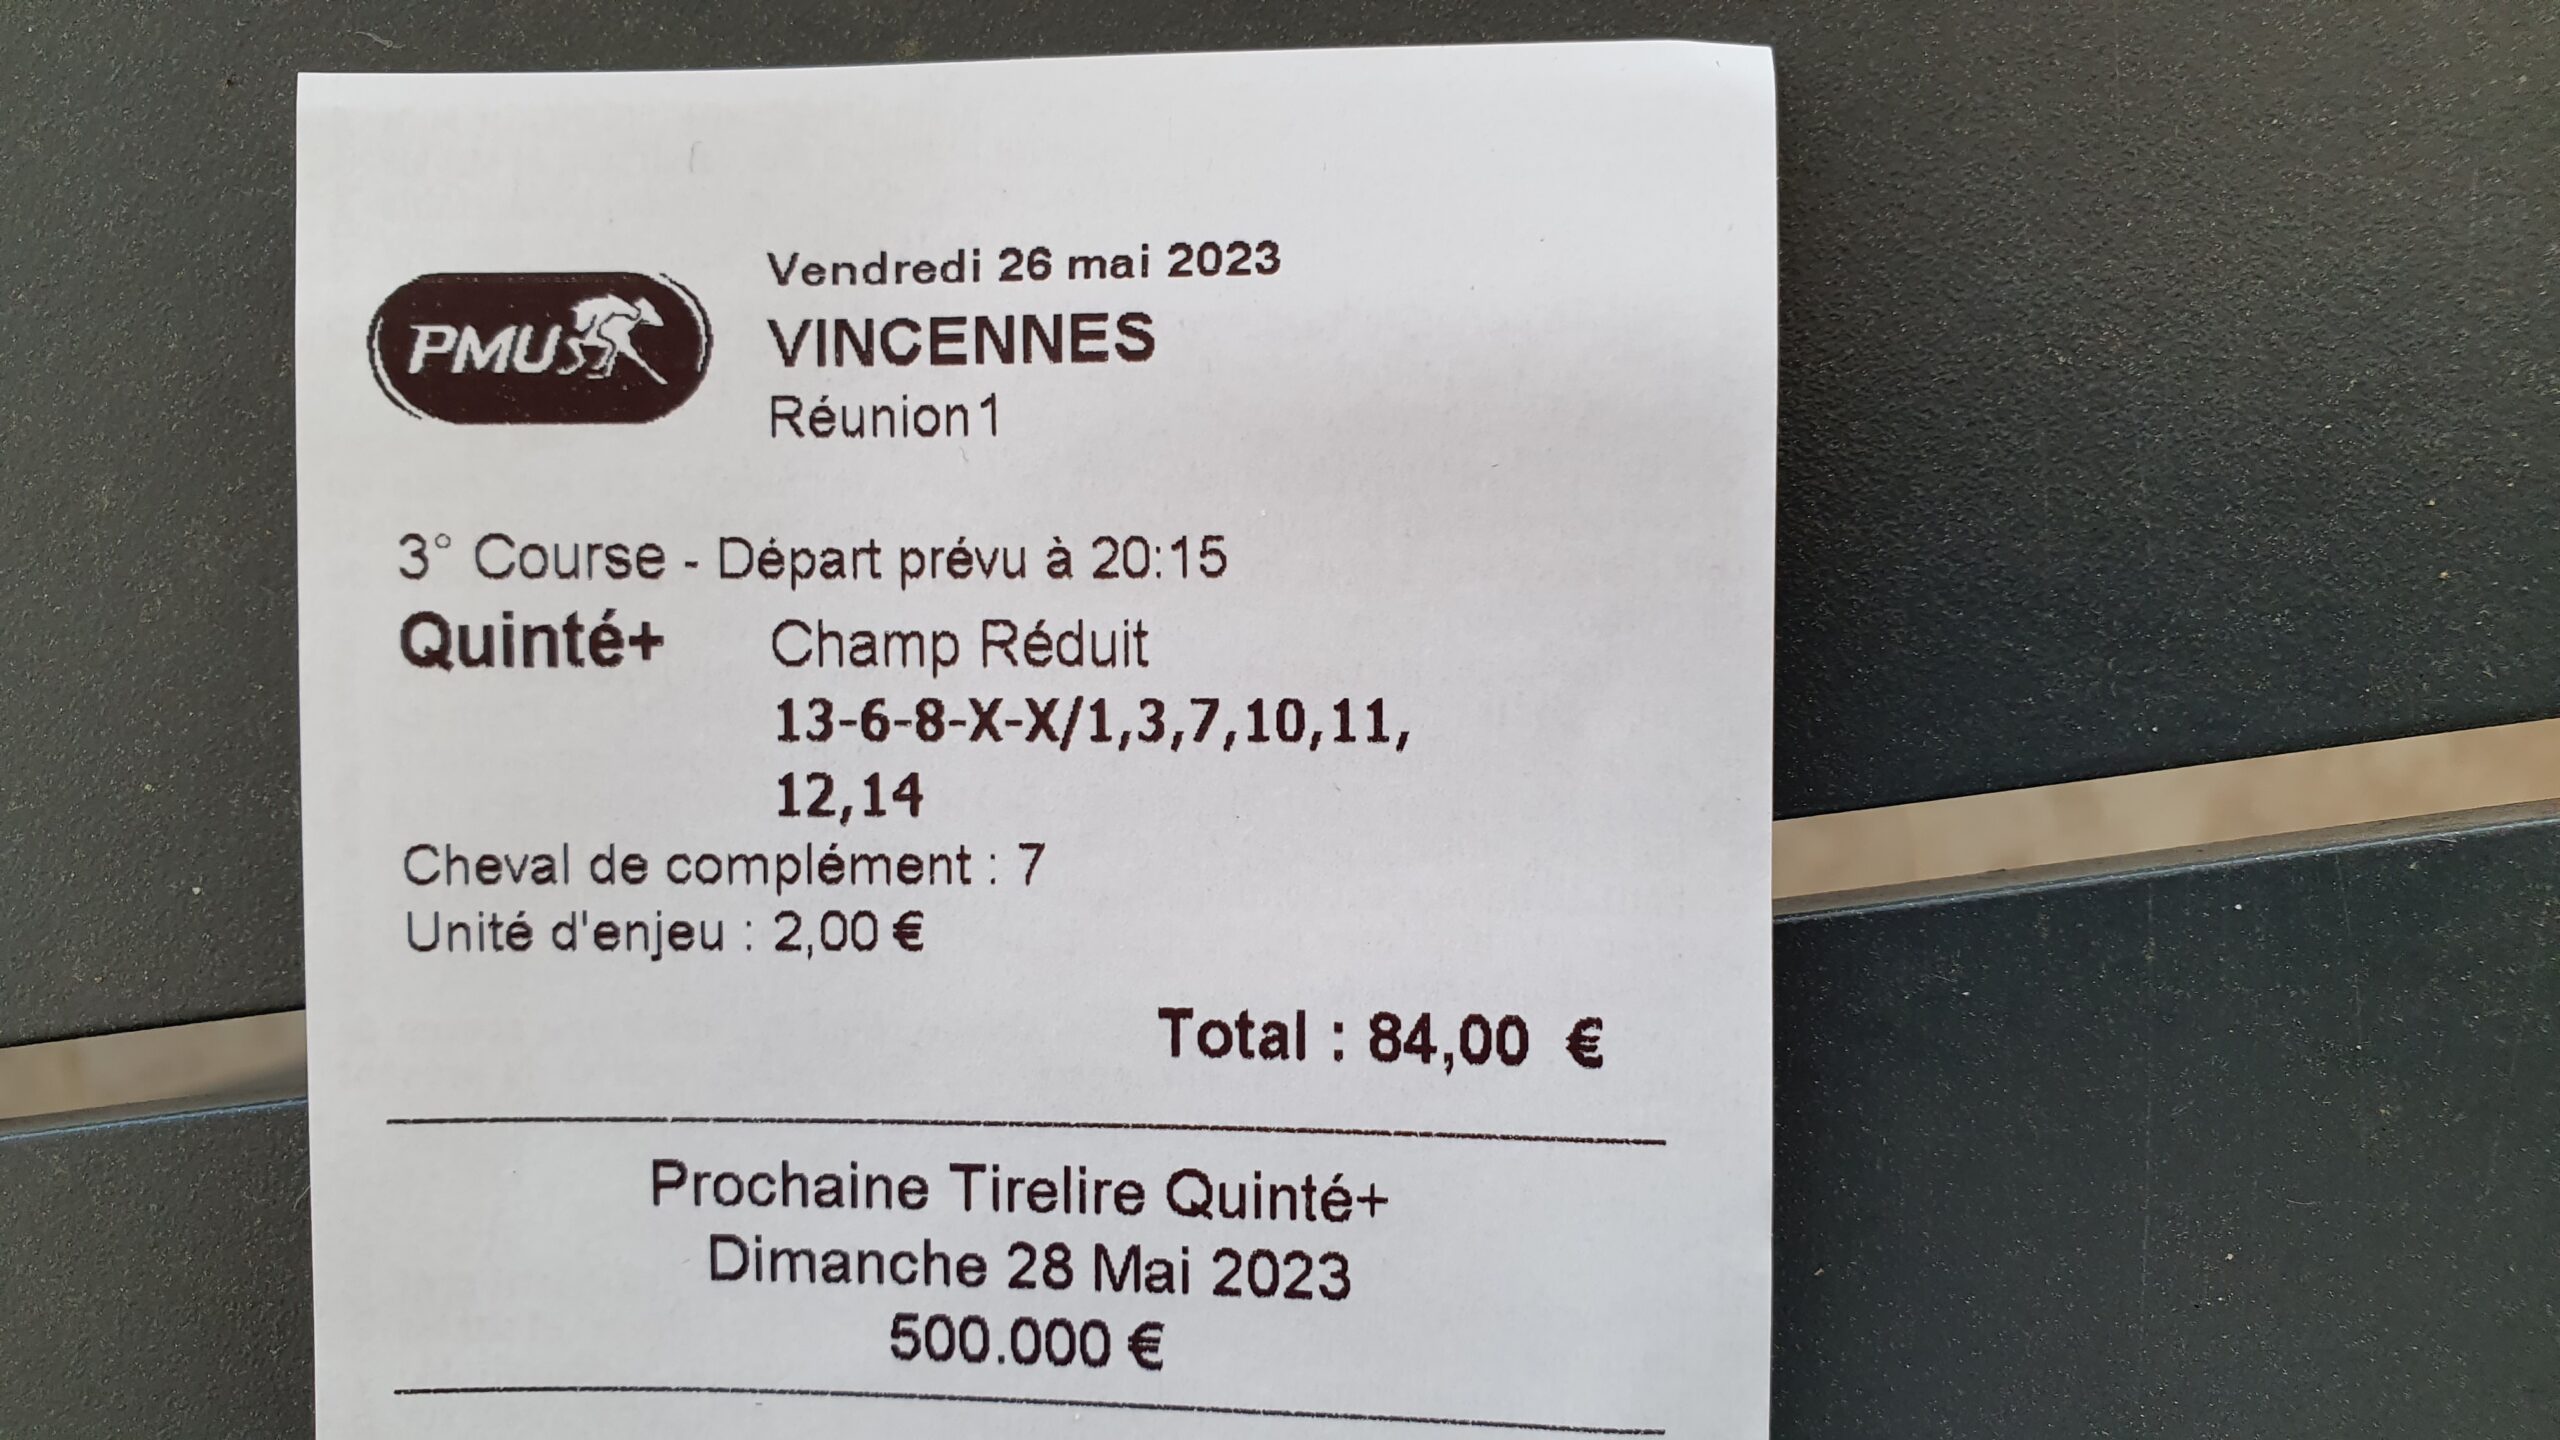 Vendredi 26 mai 2023
PMU
VINCENNES
Réunion1
3° Course - Départ prévu à 20:15
Quinté+ Champ Réduit
13-6-8-X-X/1,3,7,10,11,
12,14
Cheval de complément : 7
Unité d'enjeu : 2,00 €
Total : 84,00 €
Prochaine Tirelire Quinté+
Dimanche 28 Mai 2023
500.000 €